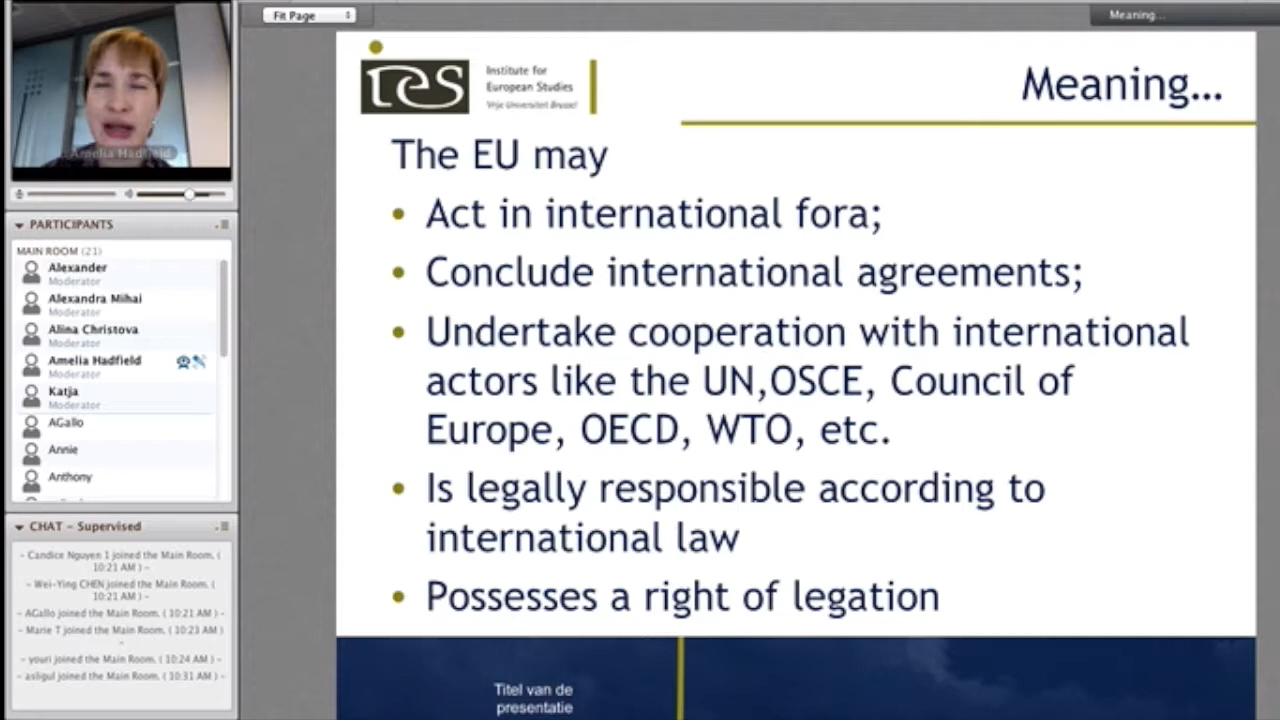 Fit Page
Meaning...
Amelia Hadfield
PARTICIPANTS
MAIN ROOM (21)
Alexander
Moderator
Alexandra Mihai
Moderator
Alina Christova
Moderator
Amelia Hadfield
Moderator
Katja
Moderator
AGallo
Annie
Anthony
CHAT - Supervised
- Candice Nguyen 1 joined the Main Room. (
10:21 AM ) -
- Wei-Ying CHEN joined the Main Room. (
10:21 AM ) -
- AGallo joined the Main Room. ( 10:21 AM ) -
- Marie T joined the Main Room. ( 10:23 AM )
-
- youri joined the Main Room. ( 10:24 AM ) -
- asligul joined the Main Room. ( 10:31 AM ) -
ies
Institute for
European Studies
Vrije Universiteit Brussel
Meaning...
The EU may
• Act in international fora;
• Conclude international agreements;
• Undertake cooperation with international
actors like the UN,OSCE, Council of
Europe, OECD, WTO, etc.
• Is legally responsible according to
international law
• Possesses a right of legation
Titel van de
presentatie